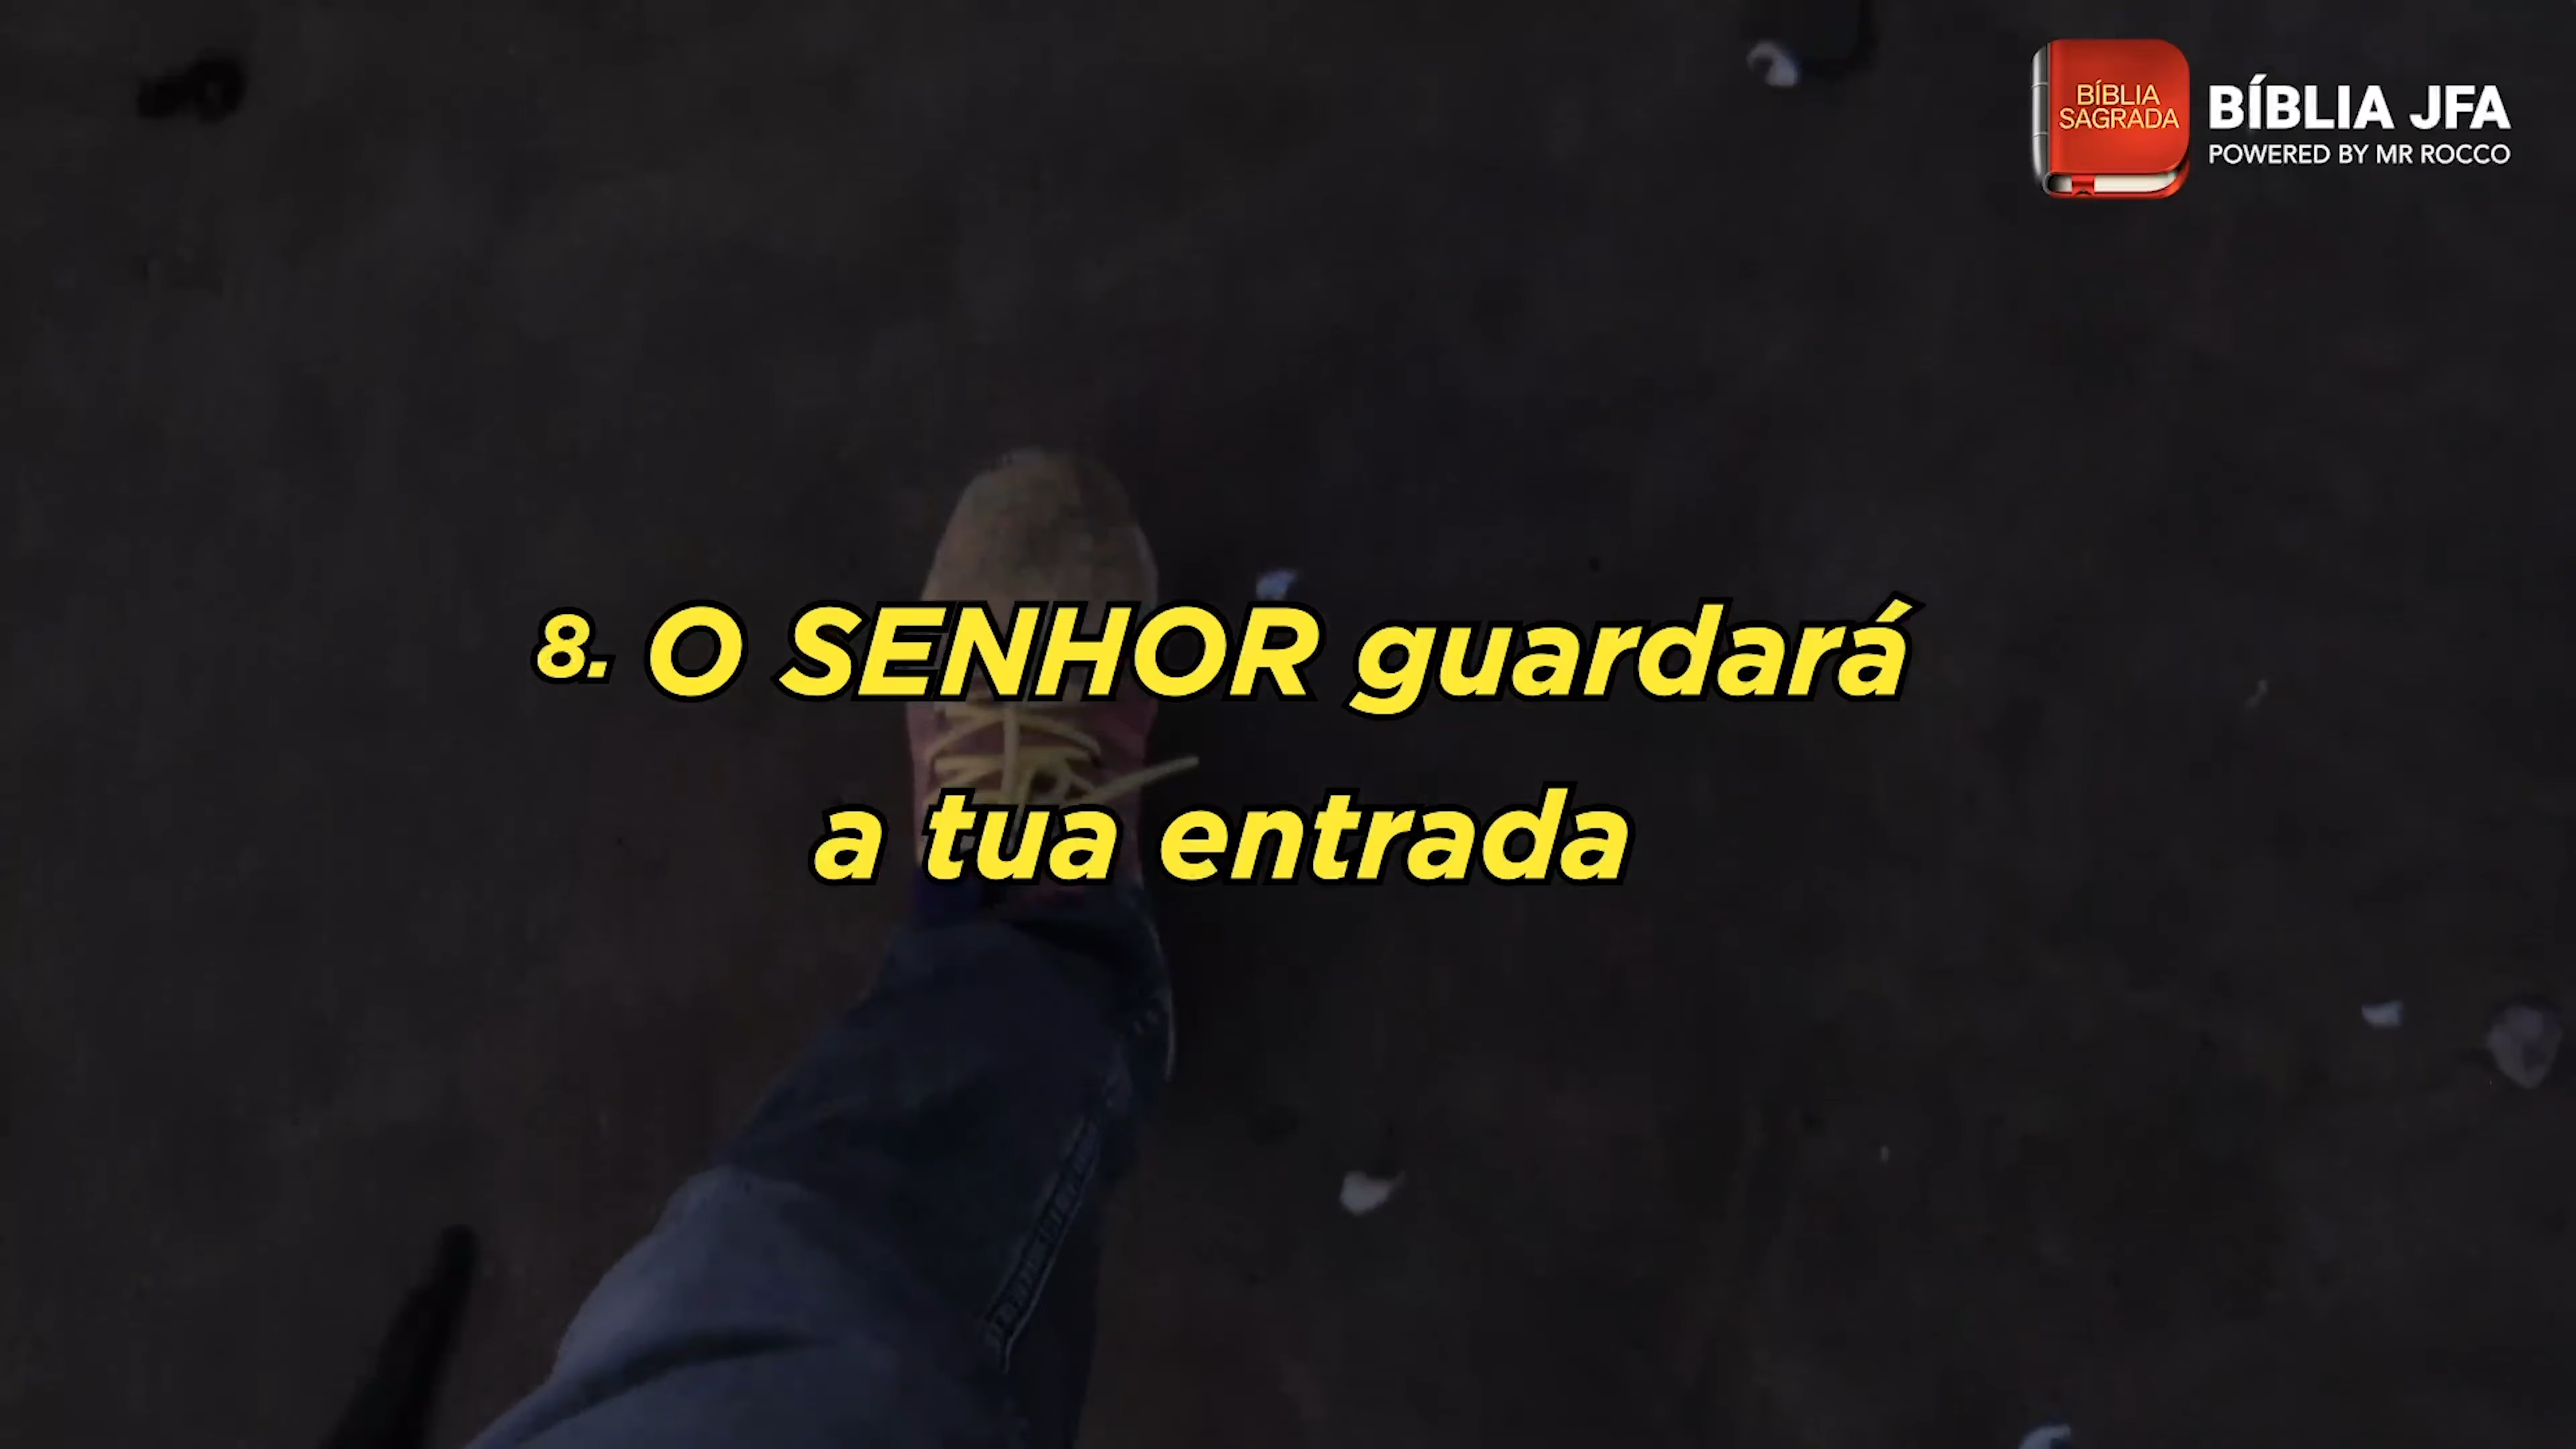 BÍBLIA
SAGRADA
BÍBLIA JFA
POWERED BY MR ROCCO
8. O SENHOR guardará
a tua entrada